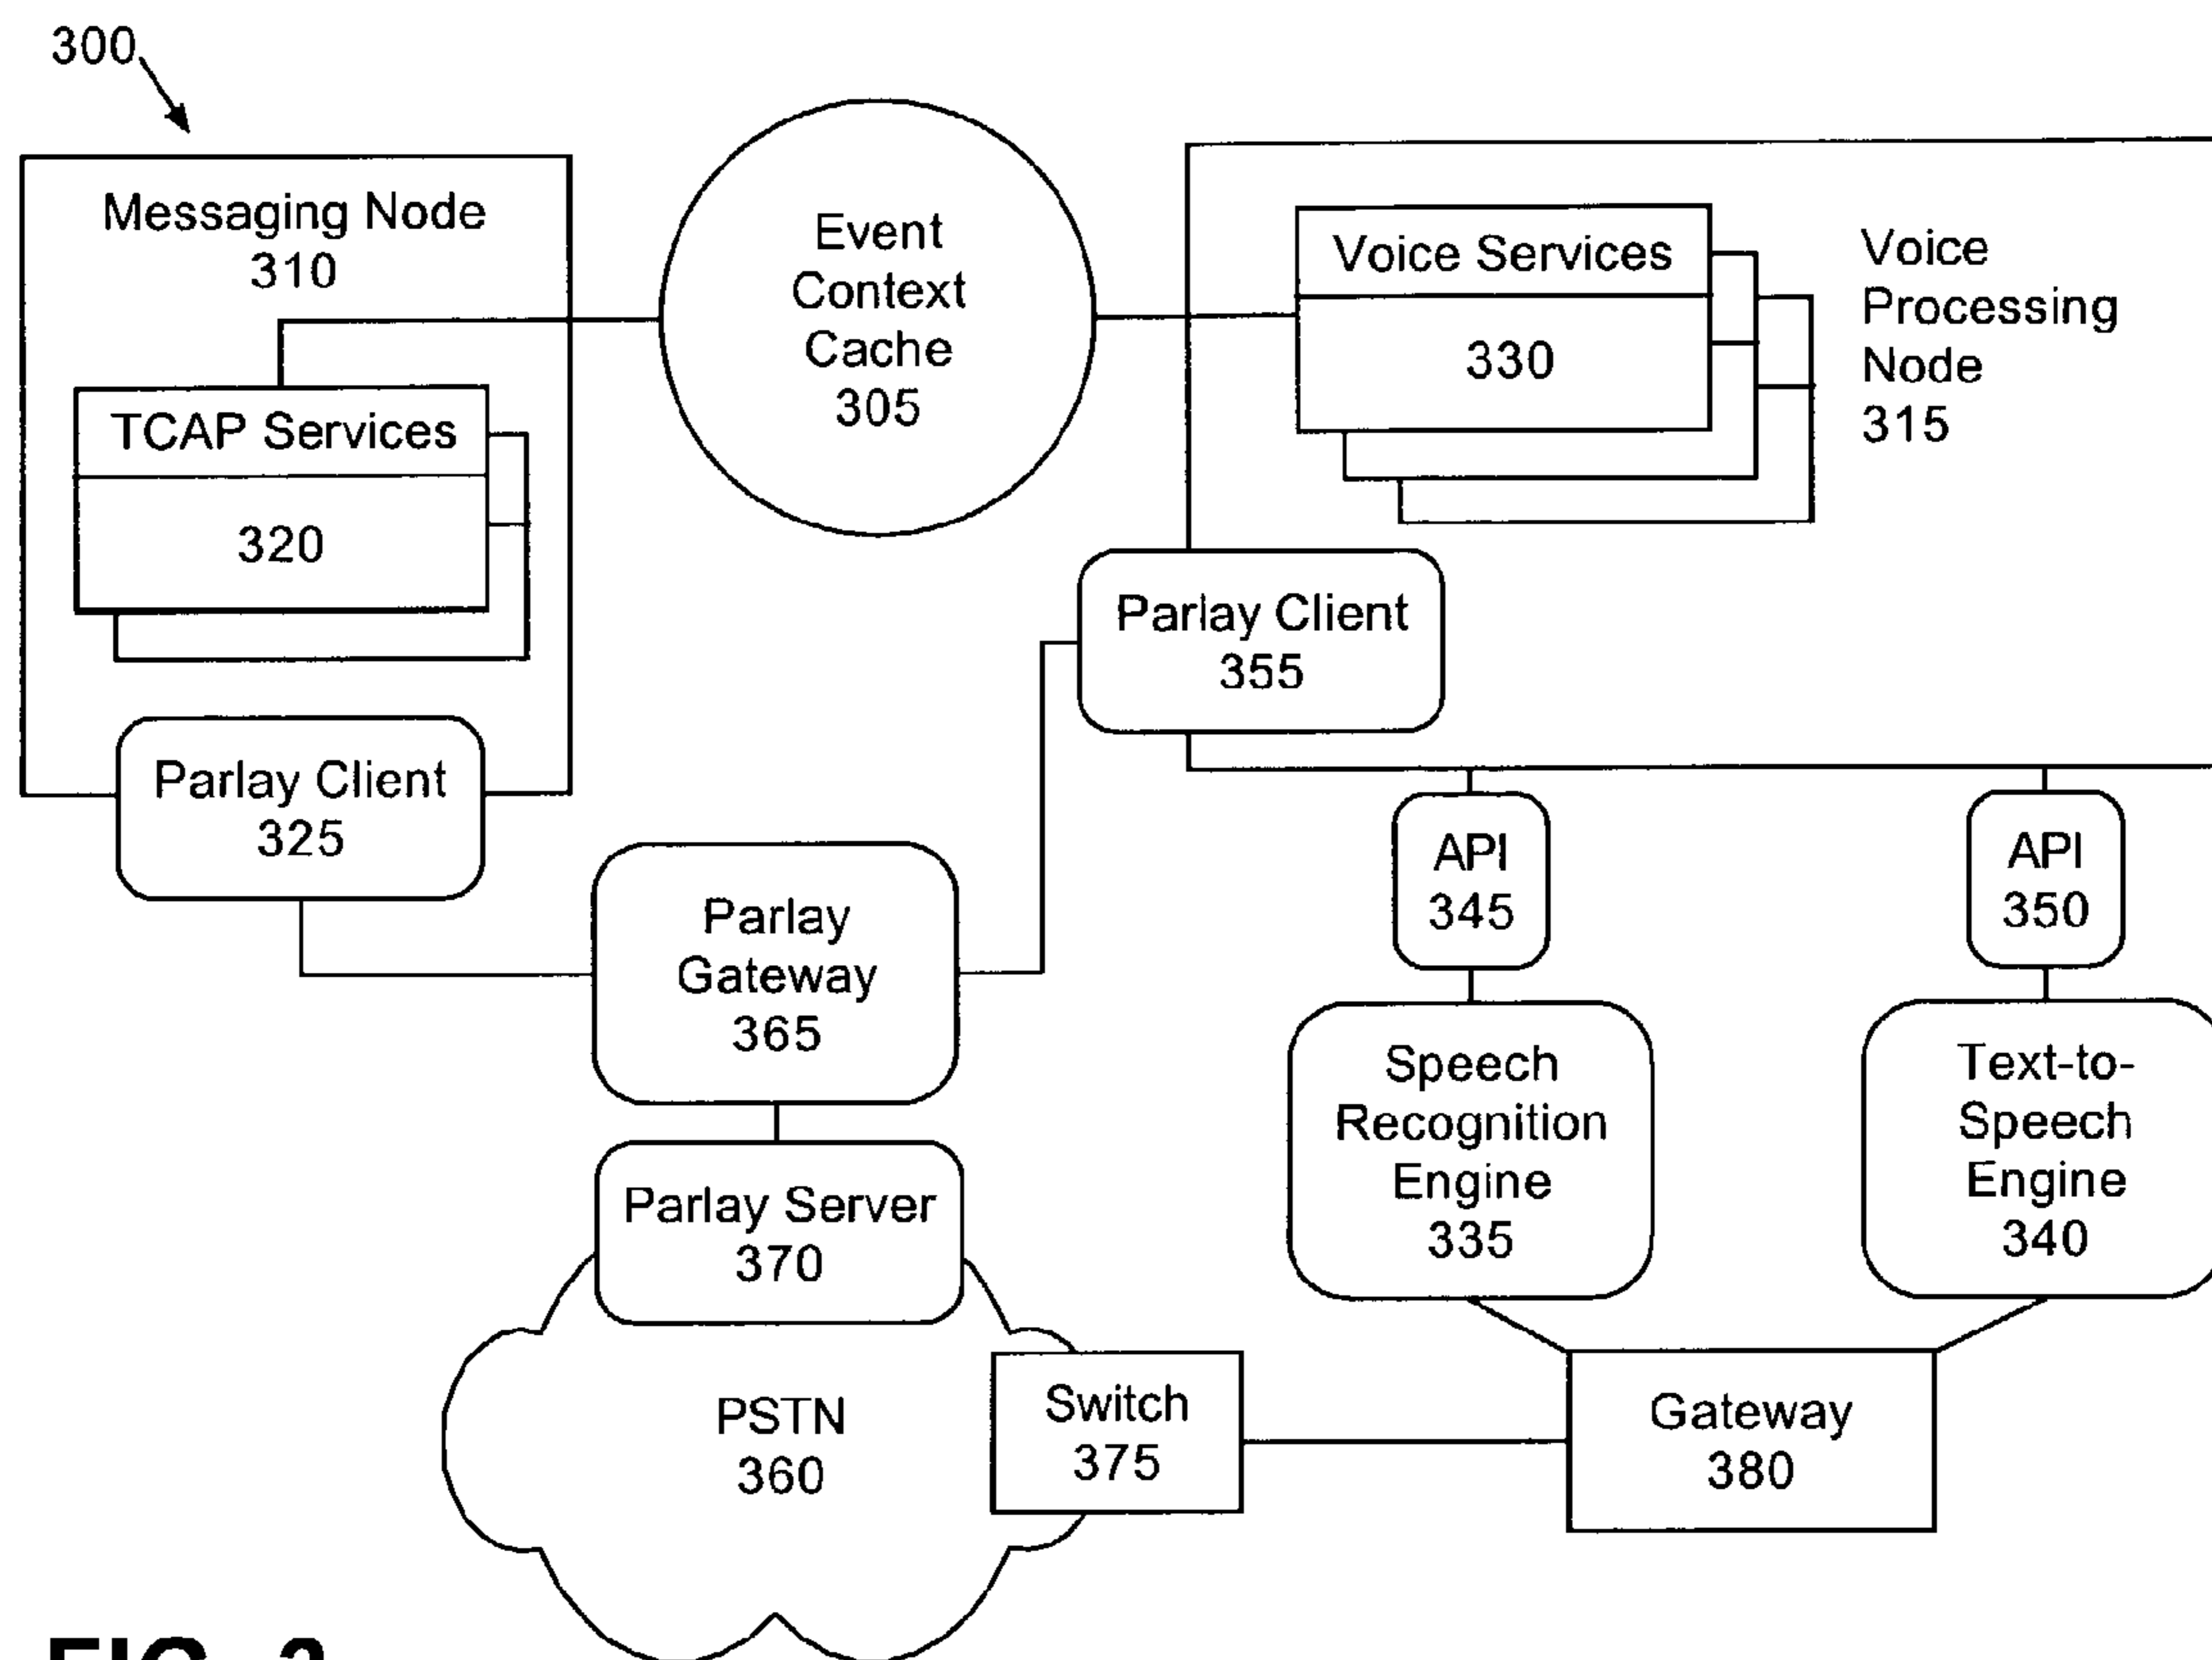 300
Messaging Node
310
TCAP Services
320
Parlay Client
325
Event
Context
Cache
305
Voice Services
330
Voice
Processing
Node
315
Parlay Client
355
API
345
API
350
Parlay
Gateway
365
Speech
Recognition
Engine
335
Text-to-
Speech
Engine
340
Parlay Server
370
PSTN
360
Switch
375
Gateway
380
FIG. 3